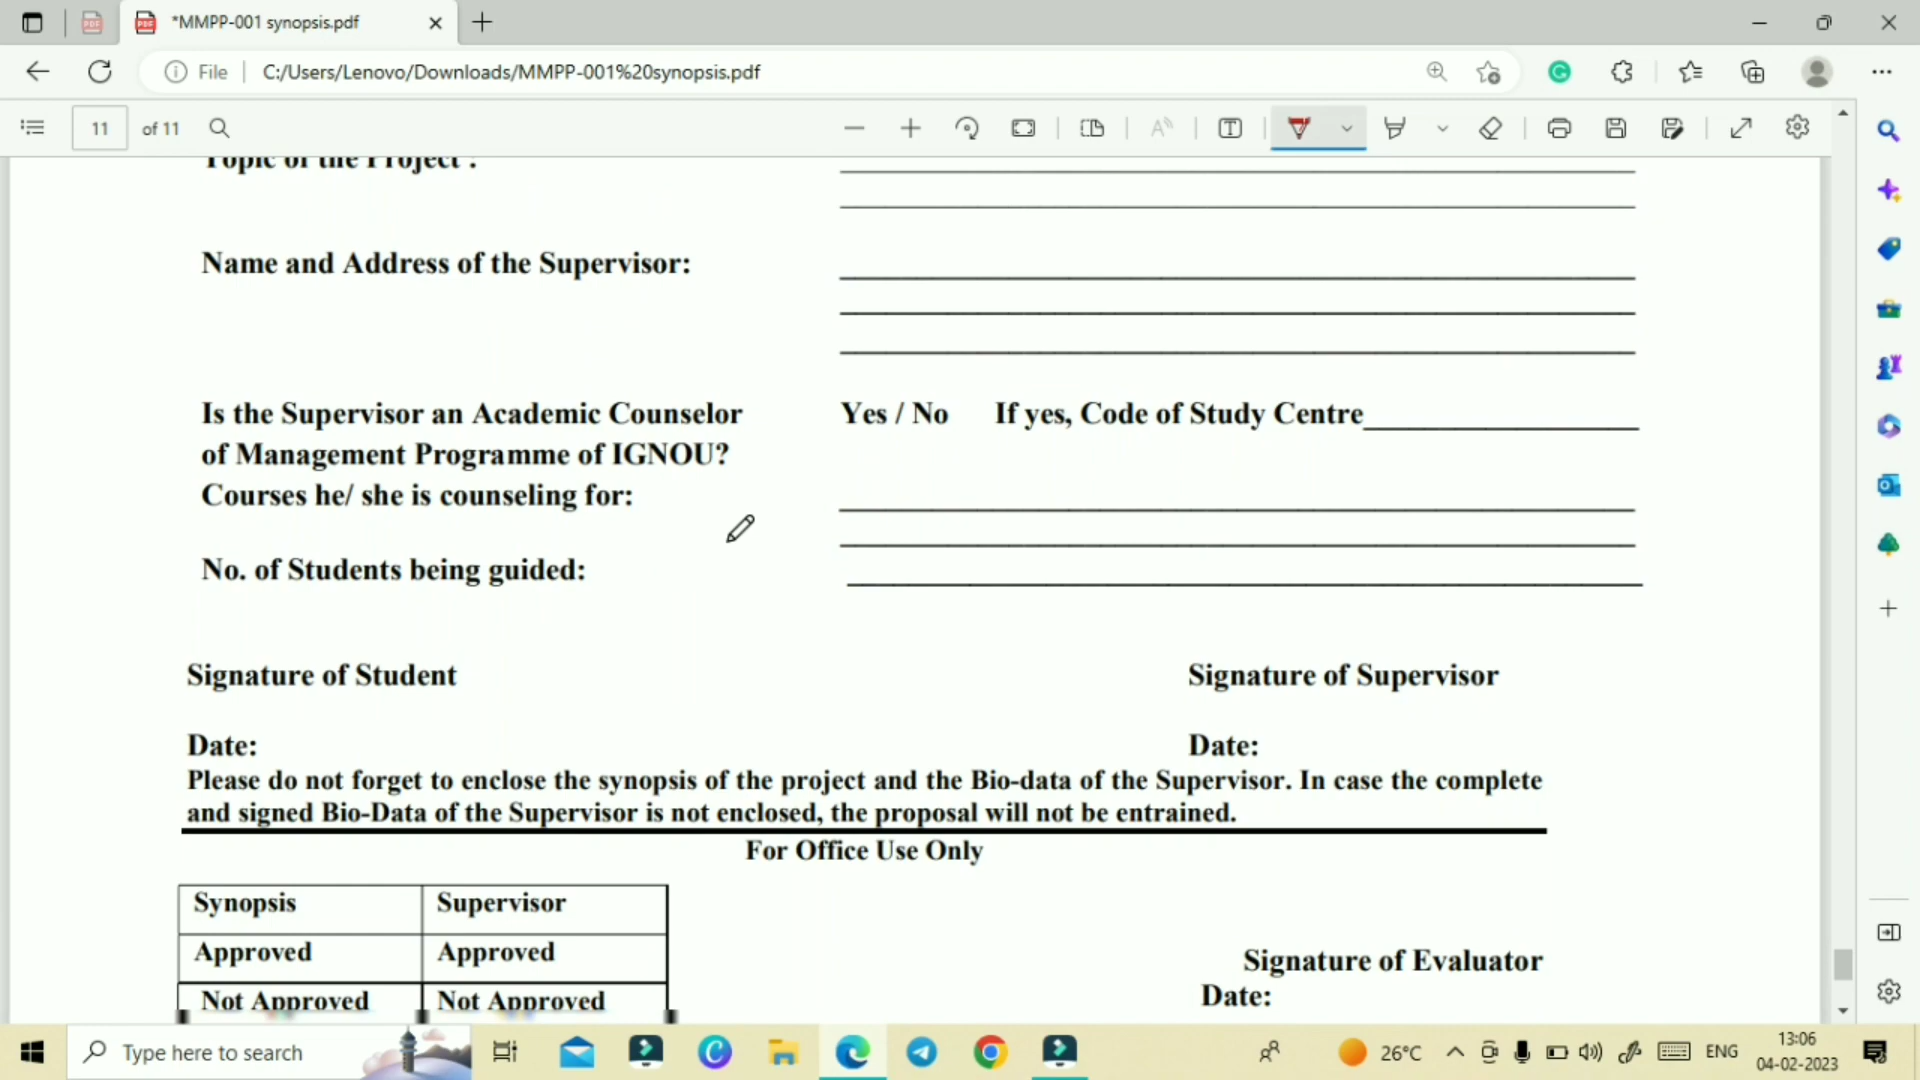 *MMPP-001 synopsis.pdf
File
C:/Users/Lenovo/Downloads/MMPP-001%20synopsis.pdf
11 of 11
Topic of the Project :
Name and Address of the Supervisor:
Is the Supervisor an Academic Counselor Yes / No If yes, Code of Study Centre
of Management Programme of IGNOU?
Courses he/ she is counseling for:
No. of Students being guided:
Signature of Student Signature of Supervisor
Date: Date:
Please do not forget to enclose the synopsis of the project and the Bio-data of the Supervisor. In case the complete
and signed Bio-Data of the Supervisor is not enclosed, the proposal will not be entrained.
For Office Use Only
Synopsis Supervisor
Approved Approved
Signature of Evaluator
Not Approved Not Approved
Date:
Type here to search
26°C
ENG
13:06
04-02-2023